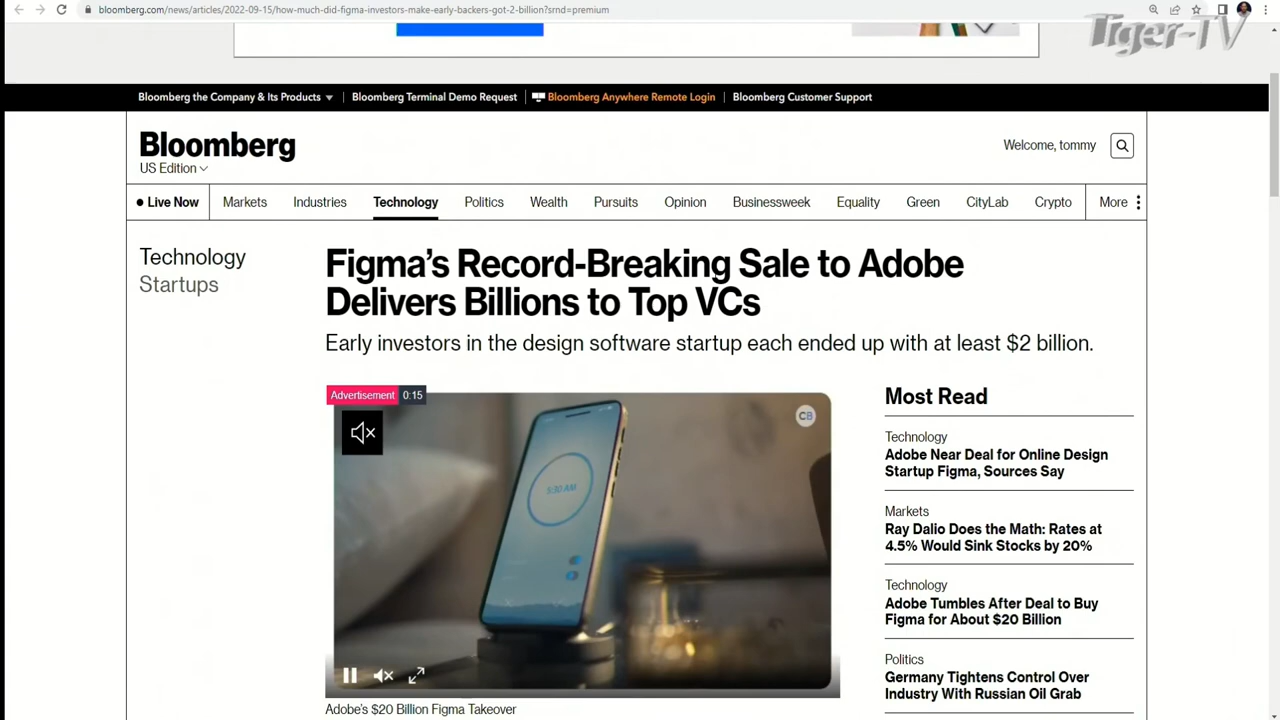 bloomberg.com/news/articles/2022-09-15/how-much-did-figma-investors-make-early-backers-got-2-billion?srnd=premium
Tiger-TV
Bloomberg the Company & Its Products
Bloomberg Terminal Demo Request
Bloomberg Anywhere Remote Login
Bloomberg Customer Support
Bloomberg
US Edition
Welcome, tommy
Live Now
Markets
Industries
Technology
Politics
Wealth
Pursuits
Opinion
Businessweek
Equality
Green
CityLab
Crypto
More
Technology
Startups
Figma's Record-Breaking Sale to Adobe
Delivers Billions to Top VCs
Early investors in the design software startup each ended up with at least $2 billion.
Advertisement 0:15
CB
5:30 AM
Adobe's $20 Billion Figma Takeover
Most Read
Technology
Adobe Near Deal for Online Design
Startup Figma, Sources Say
Markets
Ray Dalio Does the Math: Rates at
4.5% Would Sink Stocks by 20%
Technology
Adobe Tumbles After Deal to Buy
Figma for About $20 Billion
Politics
Germany Tightens Control Over
Industry With Russian Oil Grab